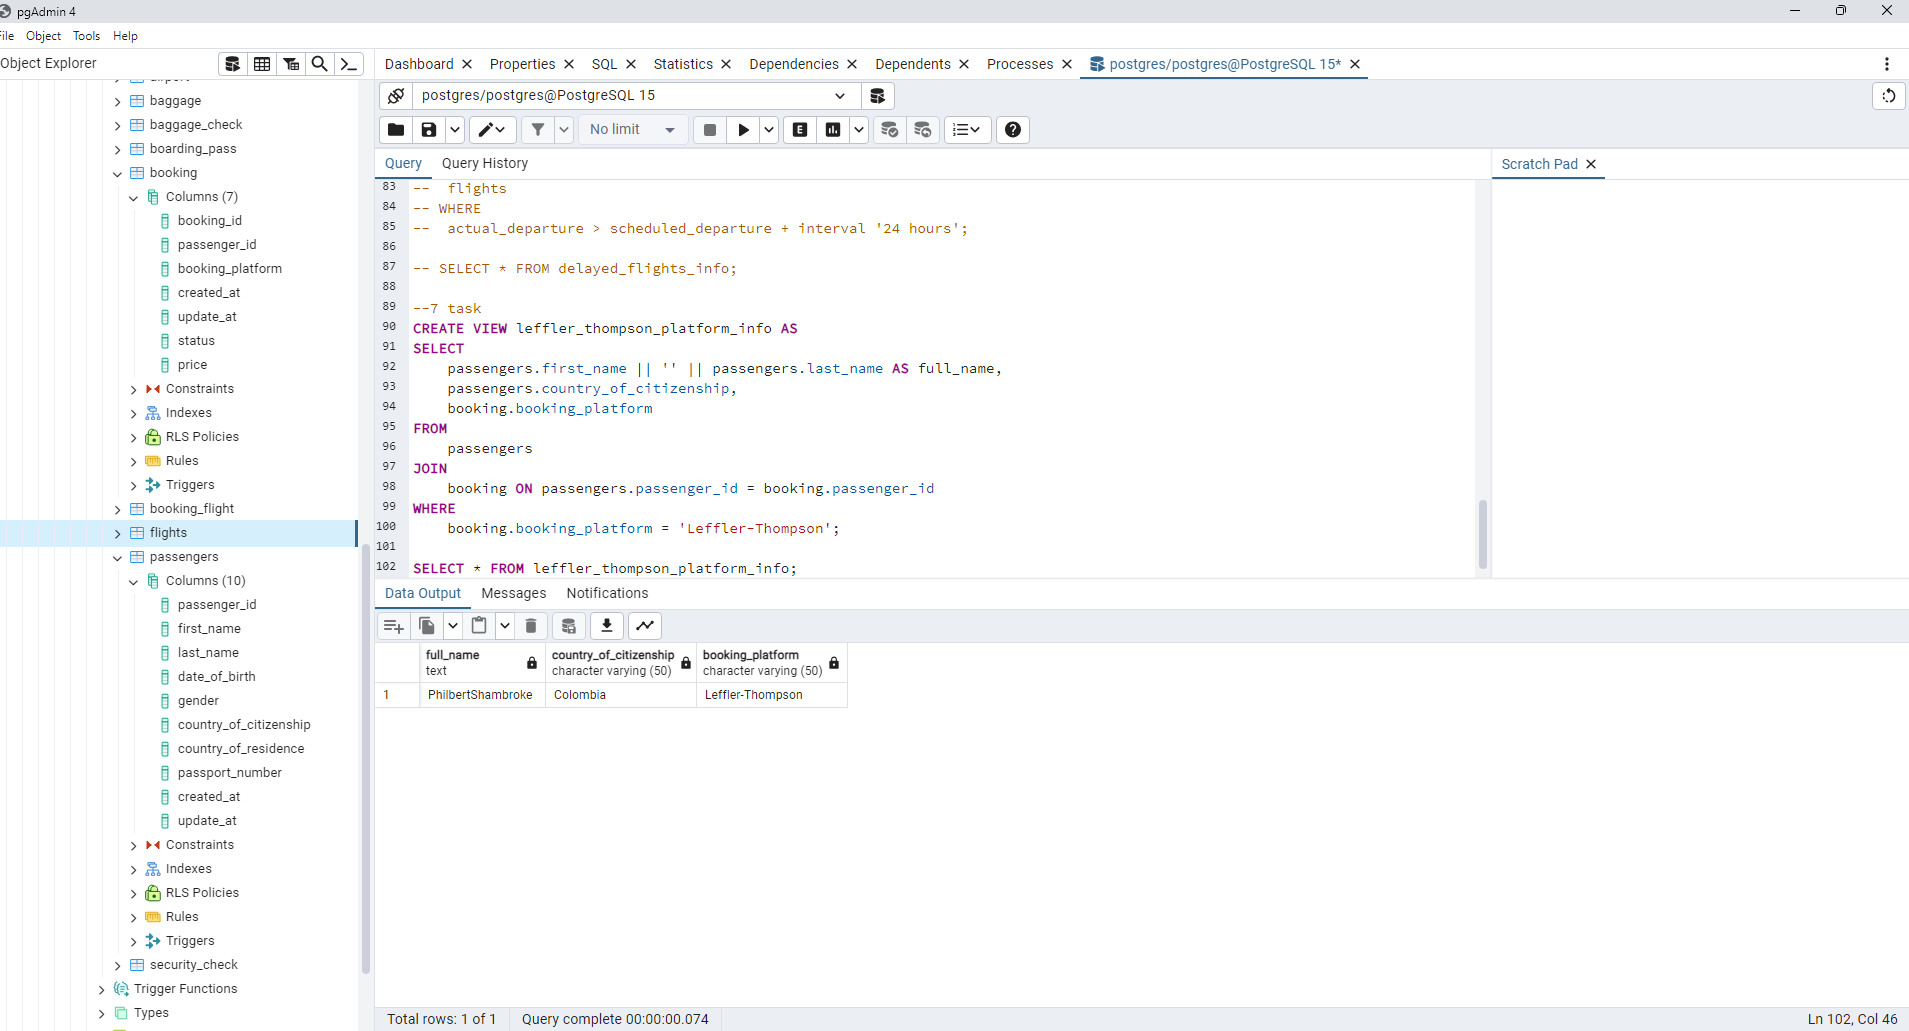 pgAdmin 4
File Object Tools Help
Object Explorer
airport
baggage
baggage_check
boarding_pass
booking
Columns (7)
booking_id
passenger_id
booking_platform
created_at
update_at
status
price
Constraints
Indexes
RLS Policies
Rules
Triggers
booking_flight
flights
passengers
Columns (10)
passenger_id
first_name
last_name
date_of_birth
gender
country_of_citizenship
country_of_residence
passport_number
created_at
update_at
Constraints
Indexes
RLS Policies
Rules
Triggers
security_check
Trigger Functions
Types
Dashboard Properties SQL Statistics Dependencies Dependents Processes postgres/postgres@PostgreSQL 15*
postgres/postgres@PostgreSQL 15
No limit
E
Query Query History
Scratch Pad
83 -- flights
84 -- WHERE
85 -- actual_departure > scheduled_departure + interval '24 hours';
86
87 -- SELECT * FROM delayed_flights_info;
88
89 --7 task
90 CREATE VIEW leffler_thompson_platform_info AS
91 SELECT
92 passengers.first_name || '' || passengers.last_name AS full_name,
93 passengers.country_of_citizenship,
94 booking.booking_platform
95 FROM
96 passengers
97 JOIN
98 booking ON passengers.passenger_id = booking.passenger_id
99 WHERE
100 booking.booking_platform = 'Leffler-Thompson';
101
102 SELECT * FROM leffler_thompson_platform_info;
Data Output Messages Notifications
full_name country_of_citizenship booking_platform
text character varying (50) character varying (50)
1 PhilbertShambroke Colombia Leffler-Thompson
Total rows: 1 of 1 Query complete 00:00:00.074 Ln 102, Col 46